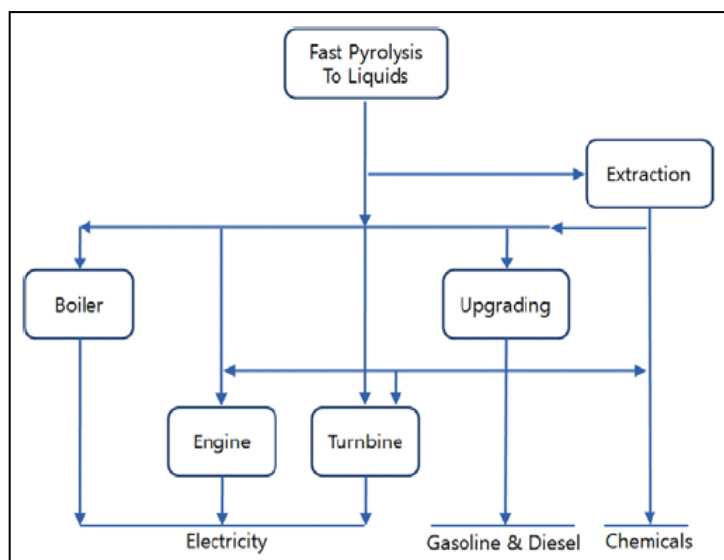 Fast Pyrolysis
To Liquids
Extraction
Boiler
Upgrading
Engine
Turnbine
Electricity
Gasoline & Diesel
Chemicals